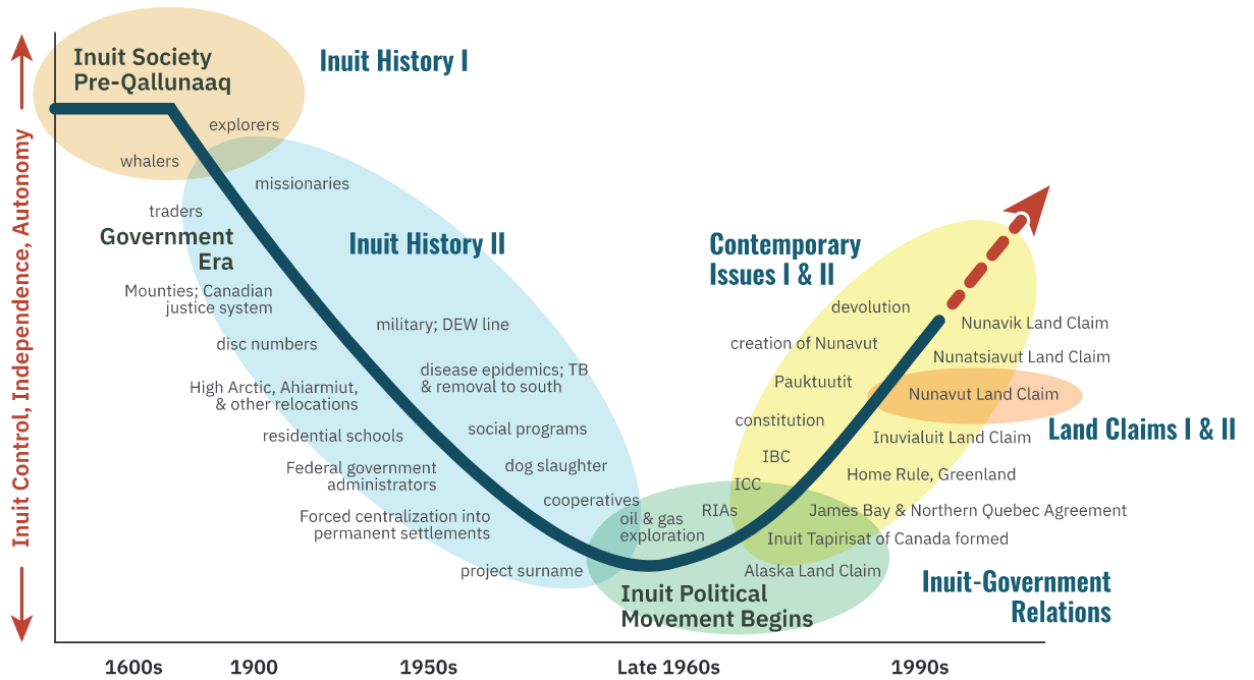 Inuit Control, Independence, Autonomy
Inuit Society
Pre-Qallunaaq
Inuit History I
explorers
whalers
missionaries
traders
Government
Era
Inuit History II
Mounties; Canadian
justice system
military; DEW line
disc numbers
disease epidemics; TB
& removal to south
High Arctic, Ahiarmiut,
& other relocations
social programs
residential schools
dog slaughter
Federal government
administrators
cooperatives
Forced centralization into
permanent settlements
oil & gas
exploration
project surname
Inuit Political
Movement Begins
Contemporary
Issues I & II
devolution
creation of Nunavut
Pauktuutit
constitution
IBC
ICC
RIAs
Nunavik Land Claim
Nunatsiavut Land Claim
Nunavut Land Claim
Land Claims I & II
Inuvialuit Land Claim
Home Rule, Greenland
James Bay & Northern Quebec Agreement
Inuit Tapirisat of Canada formed
Alaska Land Claim
Inuit-Government
Relations
1600s
1900
1950s
Late 1960s
1990s